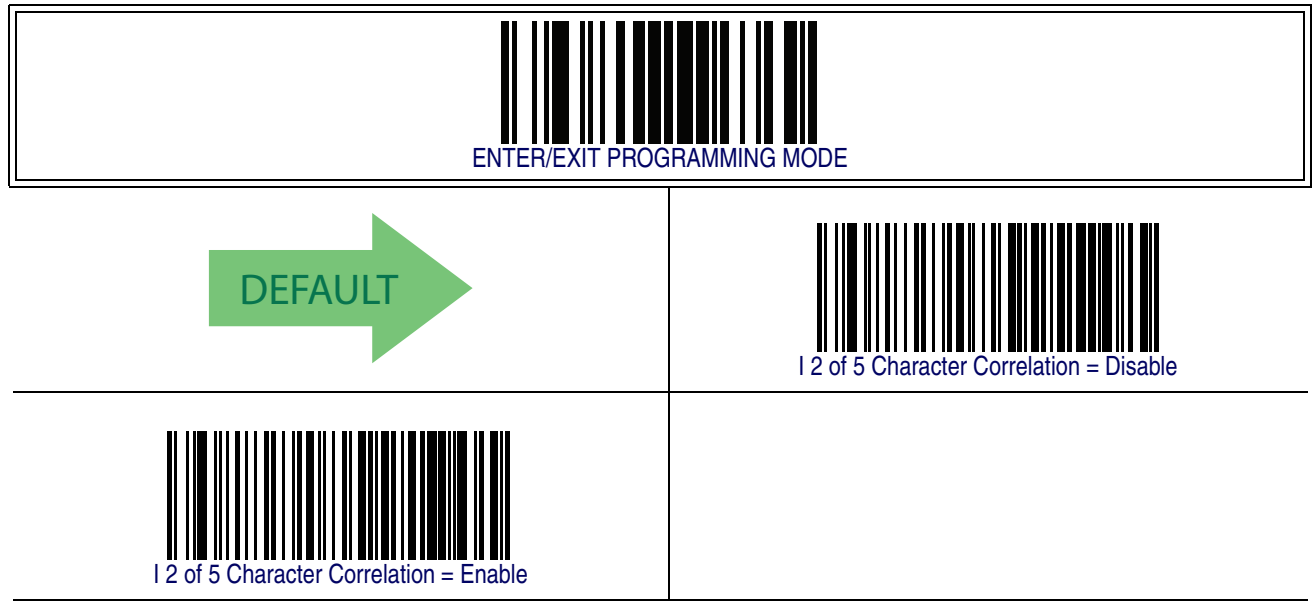 ENTER/EXIT PROGRAMMING MODE
DEFAULT
I 2 of 5 Character Correlation = Disable
I 2 of 5 Character Correlation = Enable